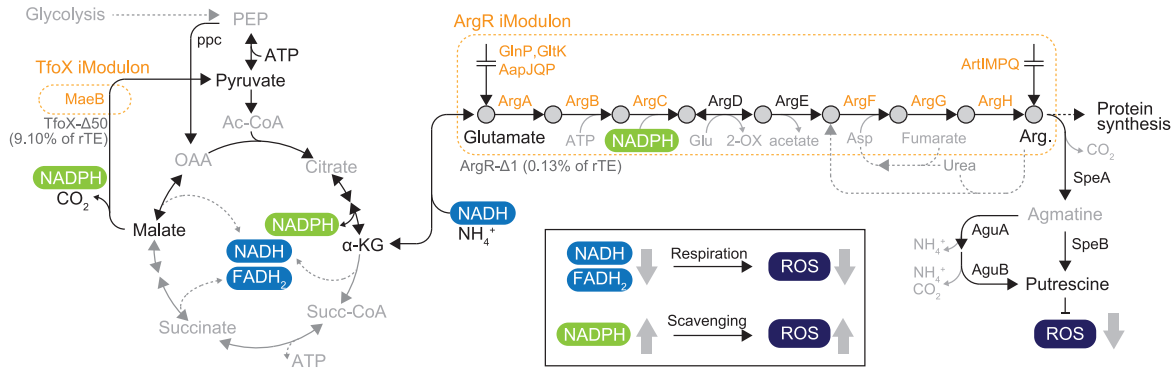 Glycolysis
PEP
ppc
ATP
TfoX iModulon
Pyruvate
MaeB
TfoX-Δ50
(9.10% of rTE)
Ac-CoA
OAA
Citrate
NADPH
CO2
NADPH
Malate
NADH
FADH2
α-KG
Succ-CoA
Succinate
ATP
ArgR iModulon
GlnP,GltK
AapJQP
ArtIMPQ
ArgA
ArgB
ArgC
ArgD
ArgE
ArgF
ArgG
ArgH
Glutamate
ATP
NADPH
Glu
2-OX
acetate
Asp
Fumarate
Arg.
Protein
synthesis
Urea
ArgR-Δ1 (0.13% of rTE)
NADH
NH4+
CO2
SpeA
Agmatine
AguA
SpeB
NH4+
NH4+
CO2
AguB
Putrescine
ROS
NADH
FADH2
Respiration
ROS
NADPH
Scavenging
ROS